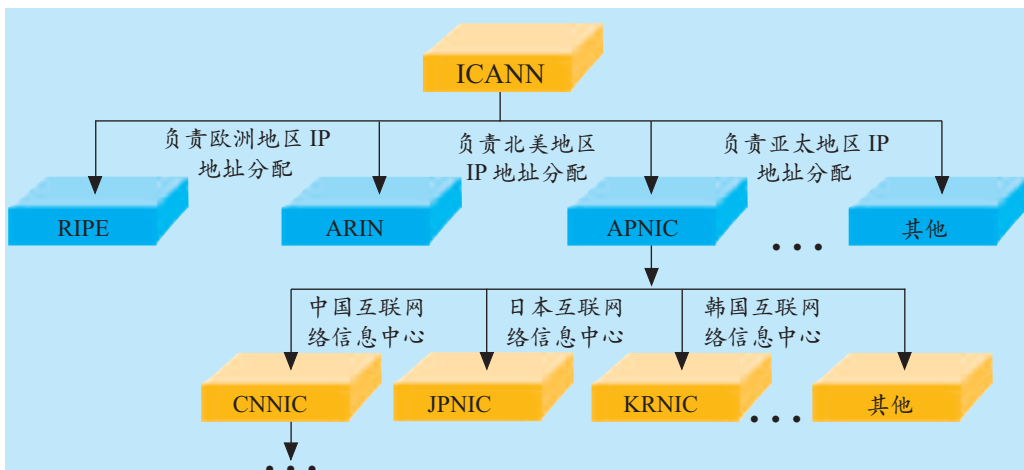 ICANN
负责欧洲地区 IP
地址分配
负责北美地区
IP 地址分配
负责亚太地区 IP
地址分配
RIPE
ARIN
APNIC
• • •
其他
中国互联网
络信息中心
日本互联网
络信息中心
韩国互联网
络信息中心
CNNIC
JPNIC
KRNIC
• • •
其他
• • •